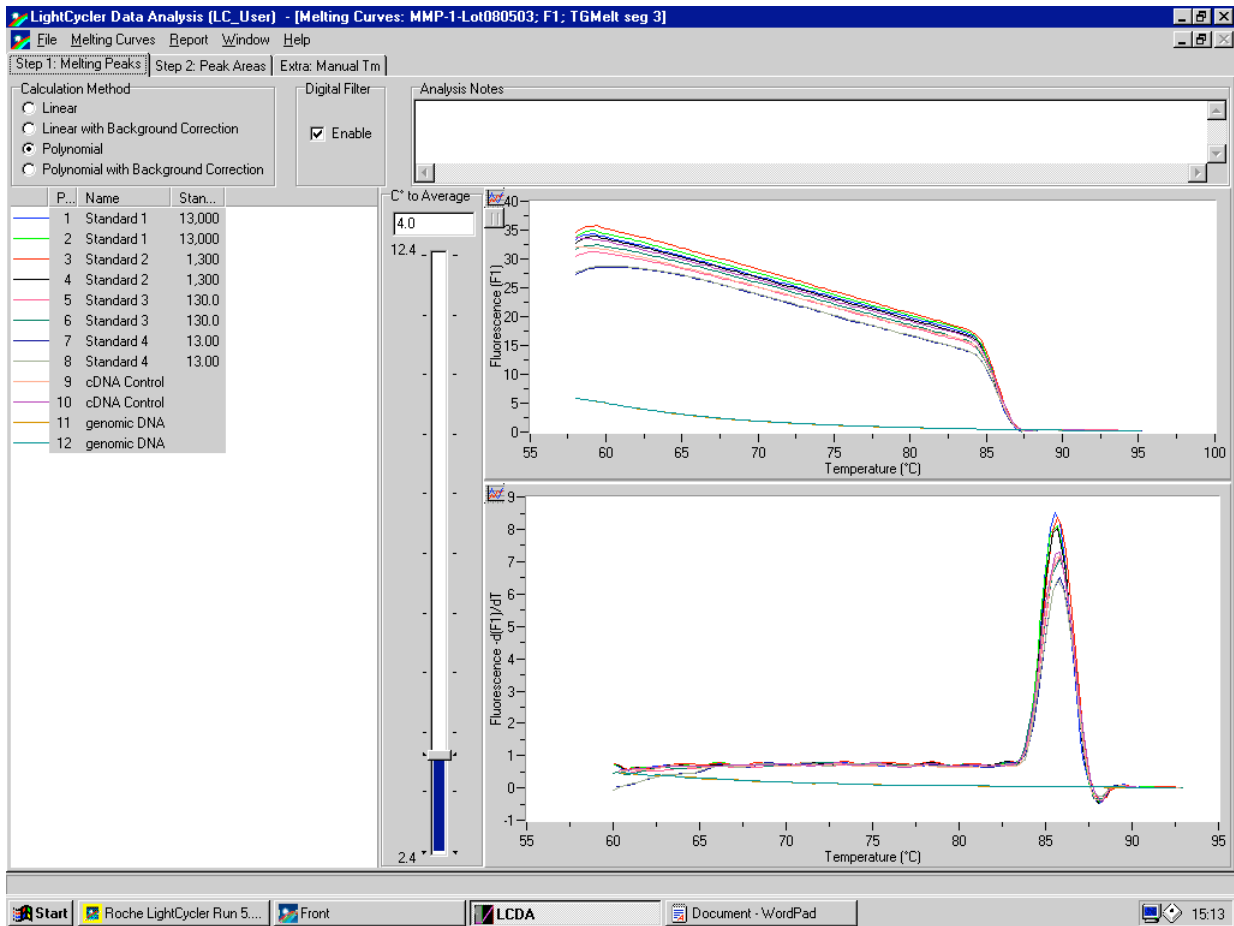 LightCycler Data Analysis (LC_User) - [Melting Curves: MMP-1-Lot080503; F1; TGMelt seg 3]
File Melting Curves Report Window Help
Step 1: Melting Peaks Step 2: Peak Areas Extra: Manual Tm
Calculation Method
Linear
Linear with Background Correction
Polynomial
Polynomial with Background Correction
Digital Filter
Enable
Analysis Notes
P... Name Stan...
1 Standard 1 13,000
2 Standard 1 13,000
3 Standard 2 1,300
4 Standard 2 1,300
5 Standard 3 130.0
6 Standard 3 130.0
7 Standard 4 13.00
8 Standard 4 13.00
9 cDNA Control
10 cDNA Control
11 genomic DNA
12 genomic DNA
C° to Average
4.0
12.4
2.4
Fluorescence (F1)
40
35
30
25
20
15
10
5
0
55 60 65 70 75 80 85 90 95 100
Temperature (°C)
Fluorescence -d(F1)/dT
9
8
7
6
5
4
3
2
1
0
-1
55 60 65 70 75 80 85 90 95
Temperature (°C)
Start Roche LightCycler Run 5.... Front LCDA Document - WordPad 15:13